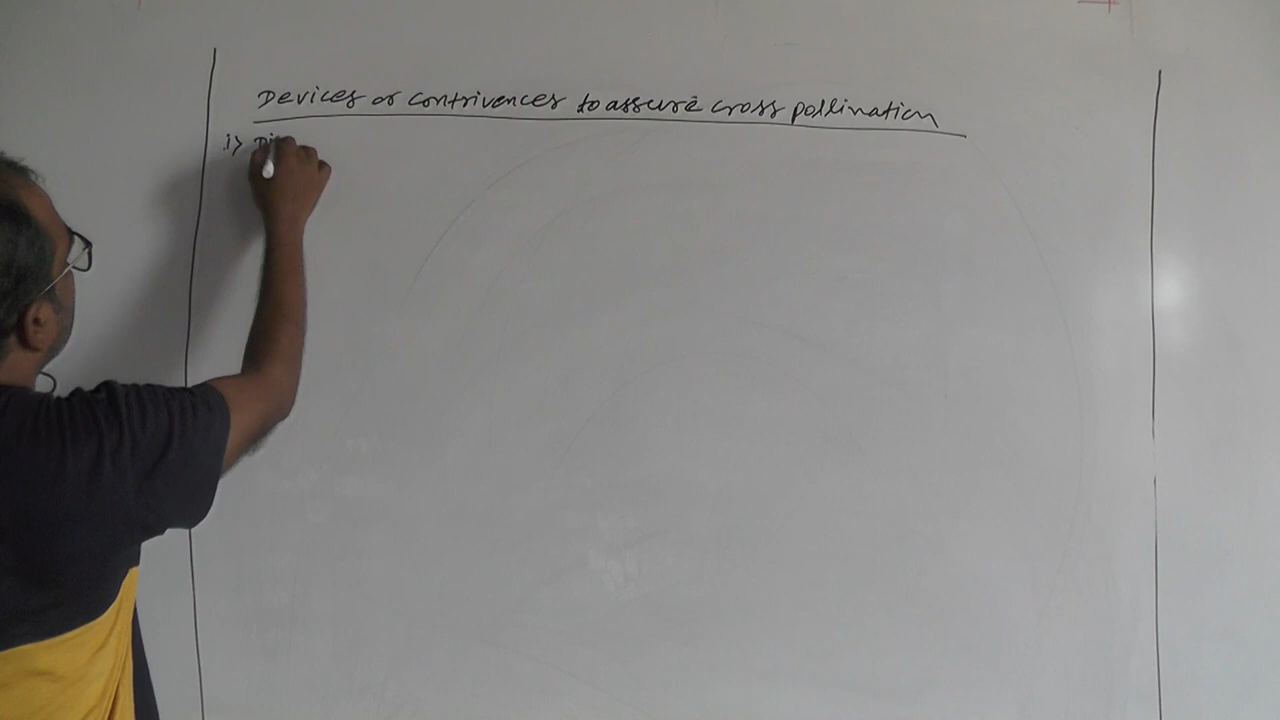 Devices or contrivences to assure cross pollination
i>